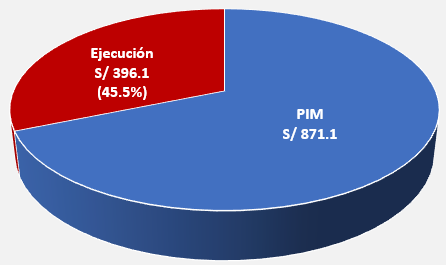 Ejecución
S/ 396.1
(45.5%)
PIM
S/ 871.1